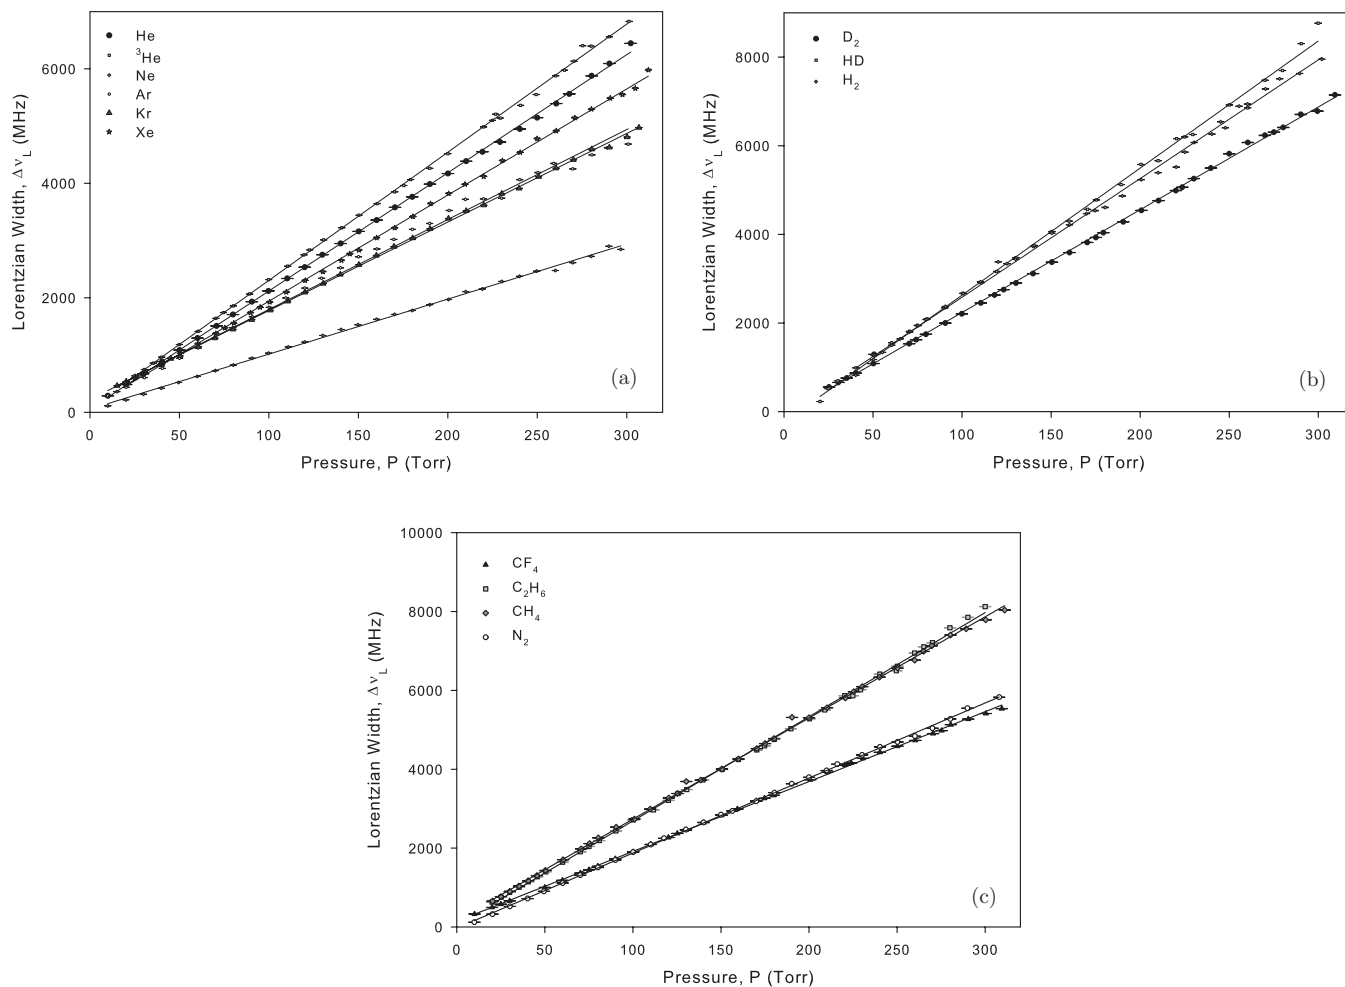 He
³He
Ne
Ar
Kr
Xe
6000
4000
2000
0
Lorentzian Width, Δν_L (MHz)
(a)
0 50 100 150 200 250 300
Pressure, P (Torr)
D₂
HD
H₂
8000
6000
4000
2000
0
Lorentzian Width, Δν_L (MHz)
(b)
0 50 100 150 200 250 300
Pressure, P (Torr)
CF₄
C₂H₆
CH₄
N₂
10000
8000
6000
4000
2000
0
Lorentzian Width, Δν_L (MHz)
(c)
0 50 100 150 200 250 300
Pressure, P (Torr)